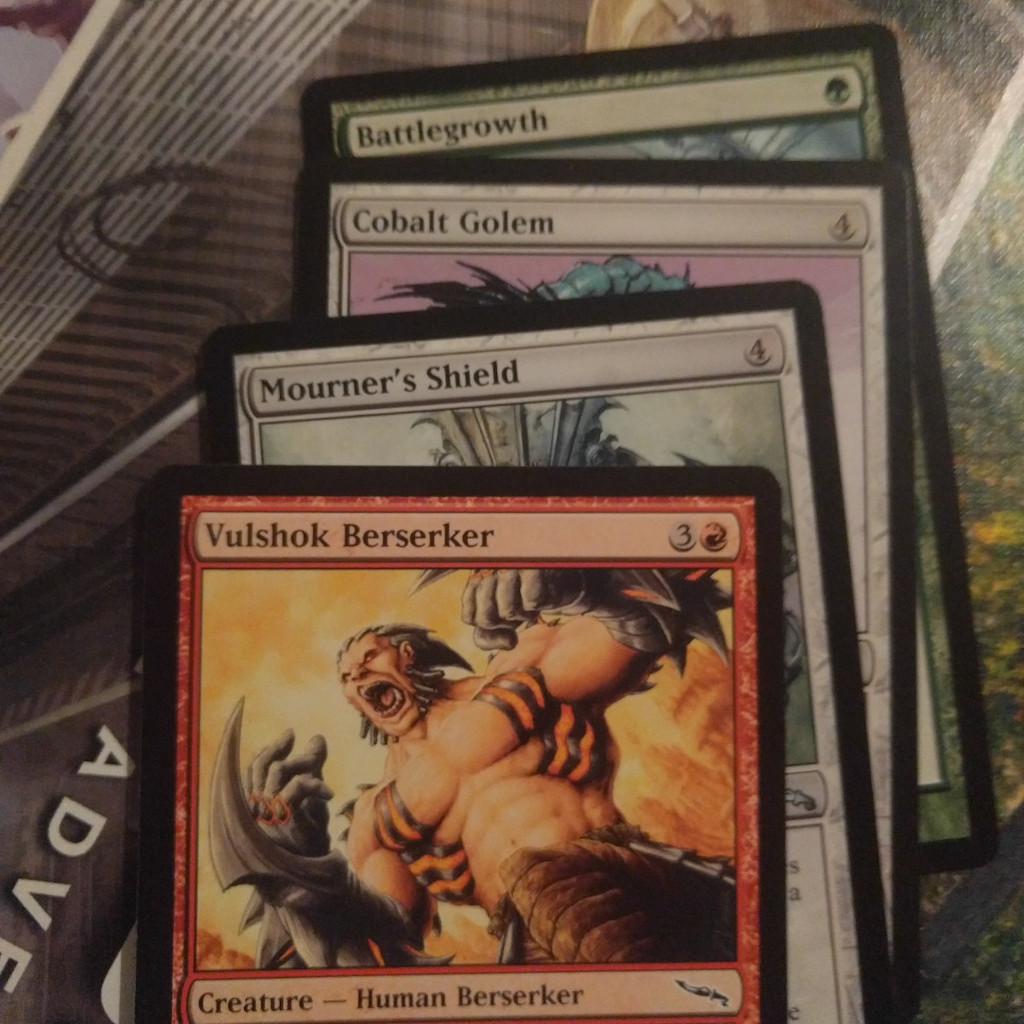 Battlegrowth
Cobalt Golem 4
Mourner's Shield 4
Vulshok Berserker 3
Creature — Human Berserker
ADVE
s
a
e